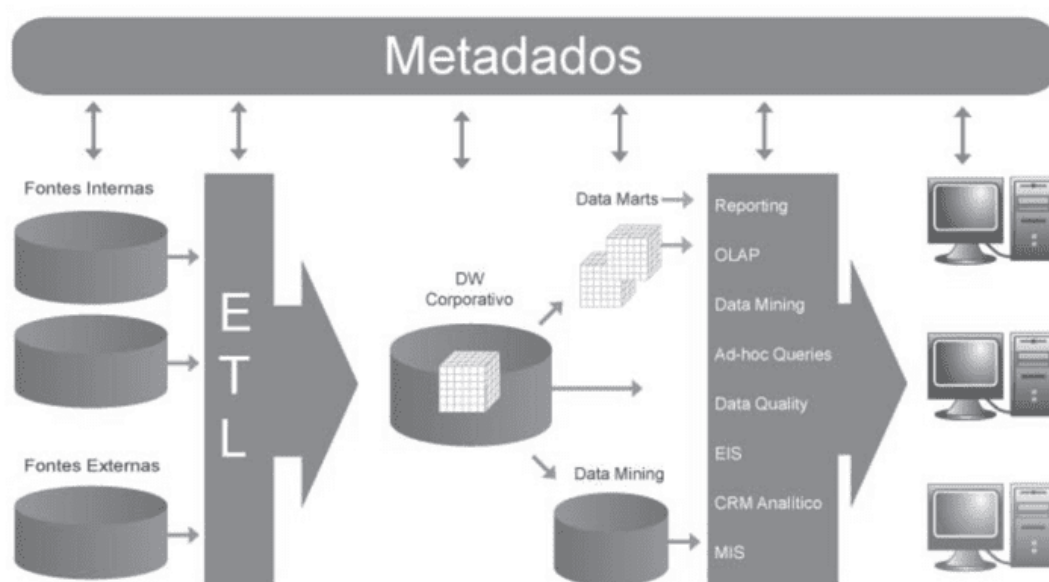 Metadados
Fontes Internas
Fontes Externas
E
T
L
DW
Corporativo
Data Marts
Data Mining
Reporting
OLAP
Data Mining
Ad-hoc Queries
Data Quality
EIS
CRM Analítico
MIS